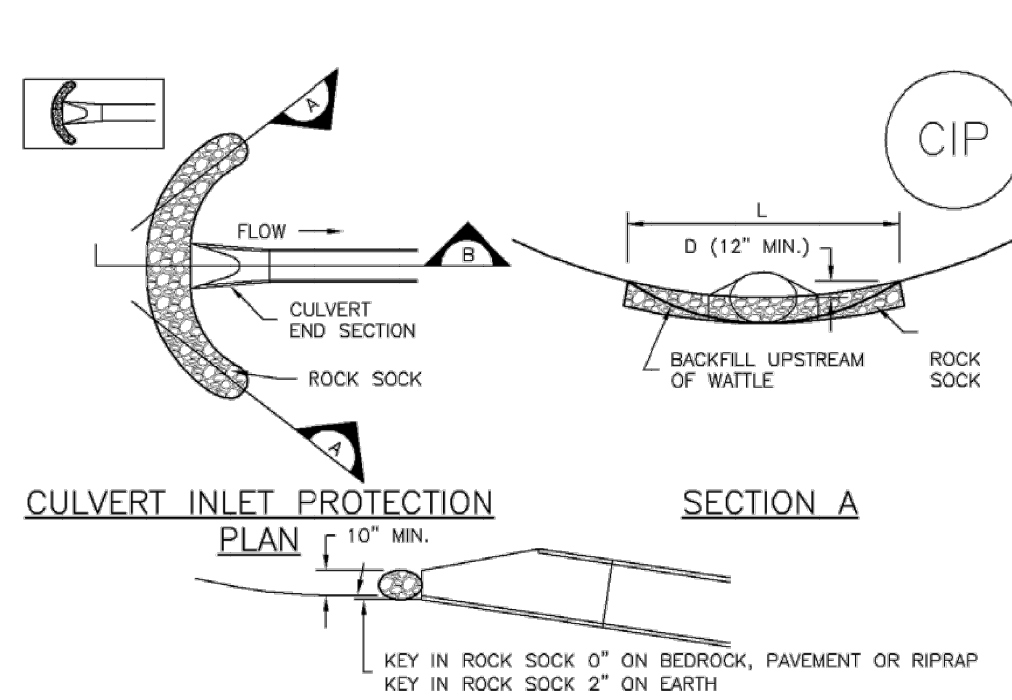 A
CIP
L
FLOW
D (12" MIN.)
B
CULVERT
END SECTION
BACKFILL UPSTREAM
OF WATTLE
ROCK
SOCK
ROCK SOCK
A
CULVERT INLET PROTECTION
PLAN
SECTION A
10" MIN.
KEY IN ROCK SOCK 0" ON BEDROCK, PAVEMENT OR RIPRAP
KEY IN ROCK SOCK 2" ON EARTH